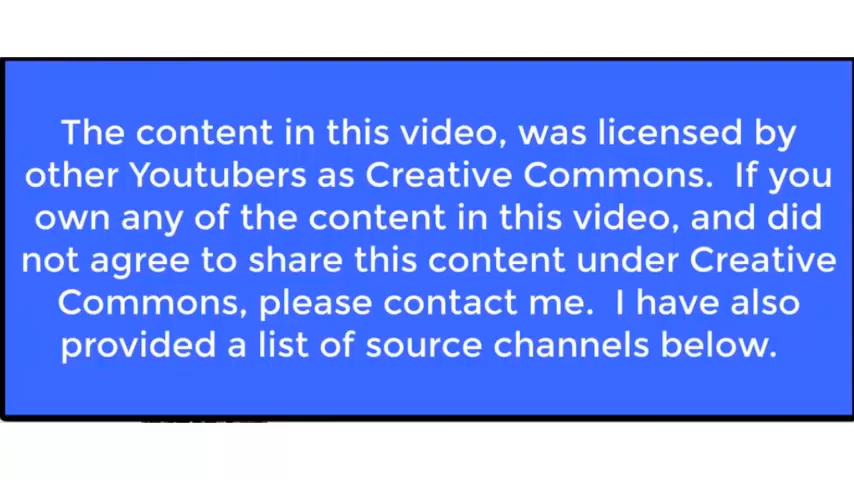 The content in this video, was licensed by
other Youtubers as Creative Commons.  If you
own any of the content in this video, and did
not agree to share this content under Creative
Commons, please contact me.  I have also
provided a list of source channels below.